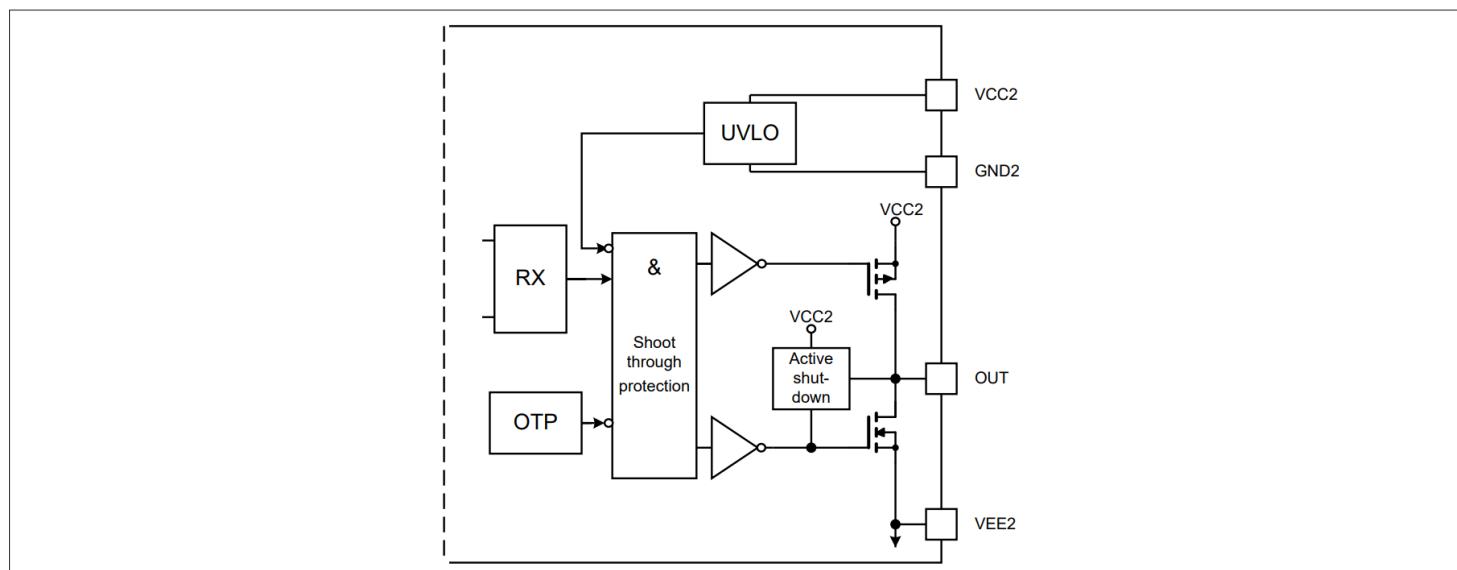 VCC2
UVLO
GND2
VCC2
RX
&
VCC2
Shoot
through
protection
Active
shut-
down
OUT
OTP
VEE2